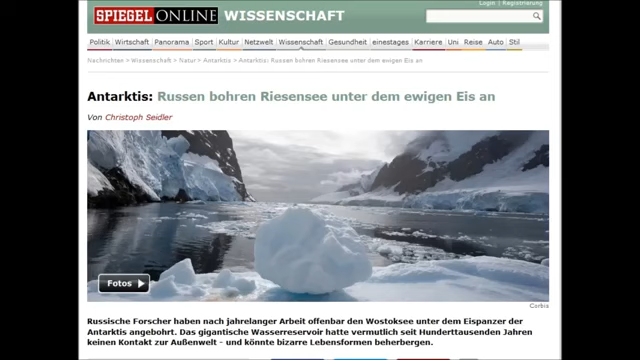 Login | Registrierung
SPIEGEL ONLINE WISSENSCHAFT
Politik Wirtschaft Panorama Sport Kultur Netzwelt Wissenschaft Gesundheit einestages Karriere Uni Reise Auto Stil
Nachrichten > Wissenschaft > Natur > Antarktis > Antarktis: Russen bohren Riesensee unter dem ewigen Eis an
Antarktis: Russen bohren Riesensee unter dem ewigen Eis an
Von Christoph Seidler
Fotos
Corbis
Russische Forscher haben nach jahrelanger Arbeit offenbar den Wostoksee unter dem Eispanzer der
Antarktis angebohrt. Das gigantische Wasserreservoir hatte vermutlich seit Hunderttausenden Jahren
keinen Kontakt zur Außenwelt - und könnte bizarre Lebensformen beherbergen.